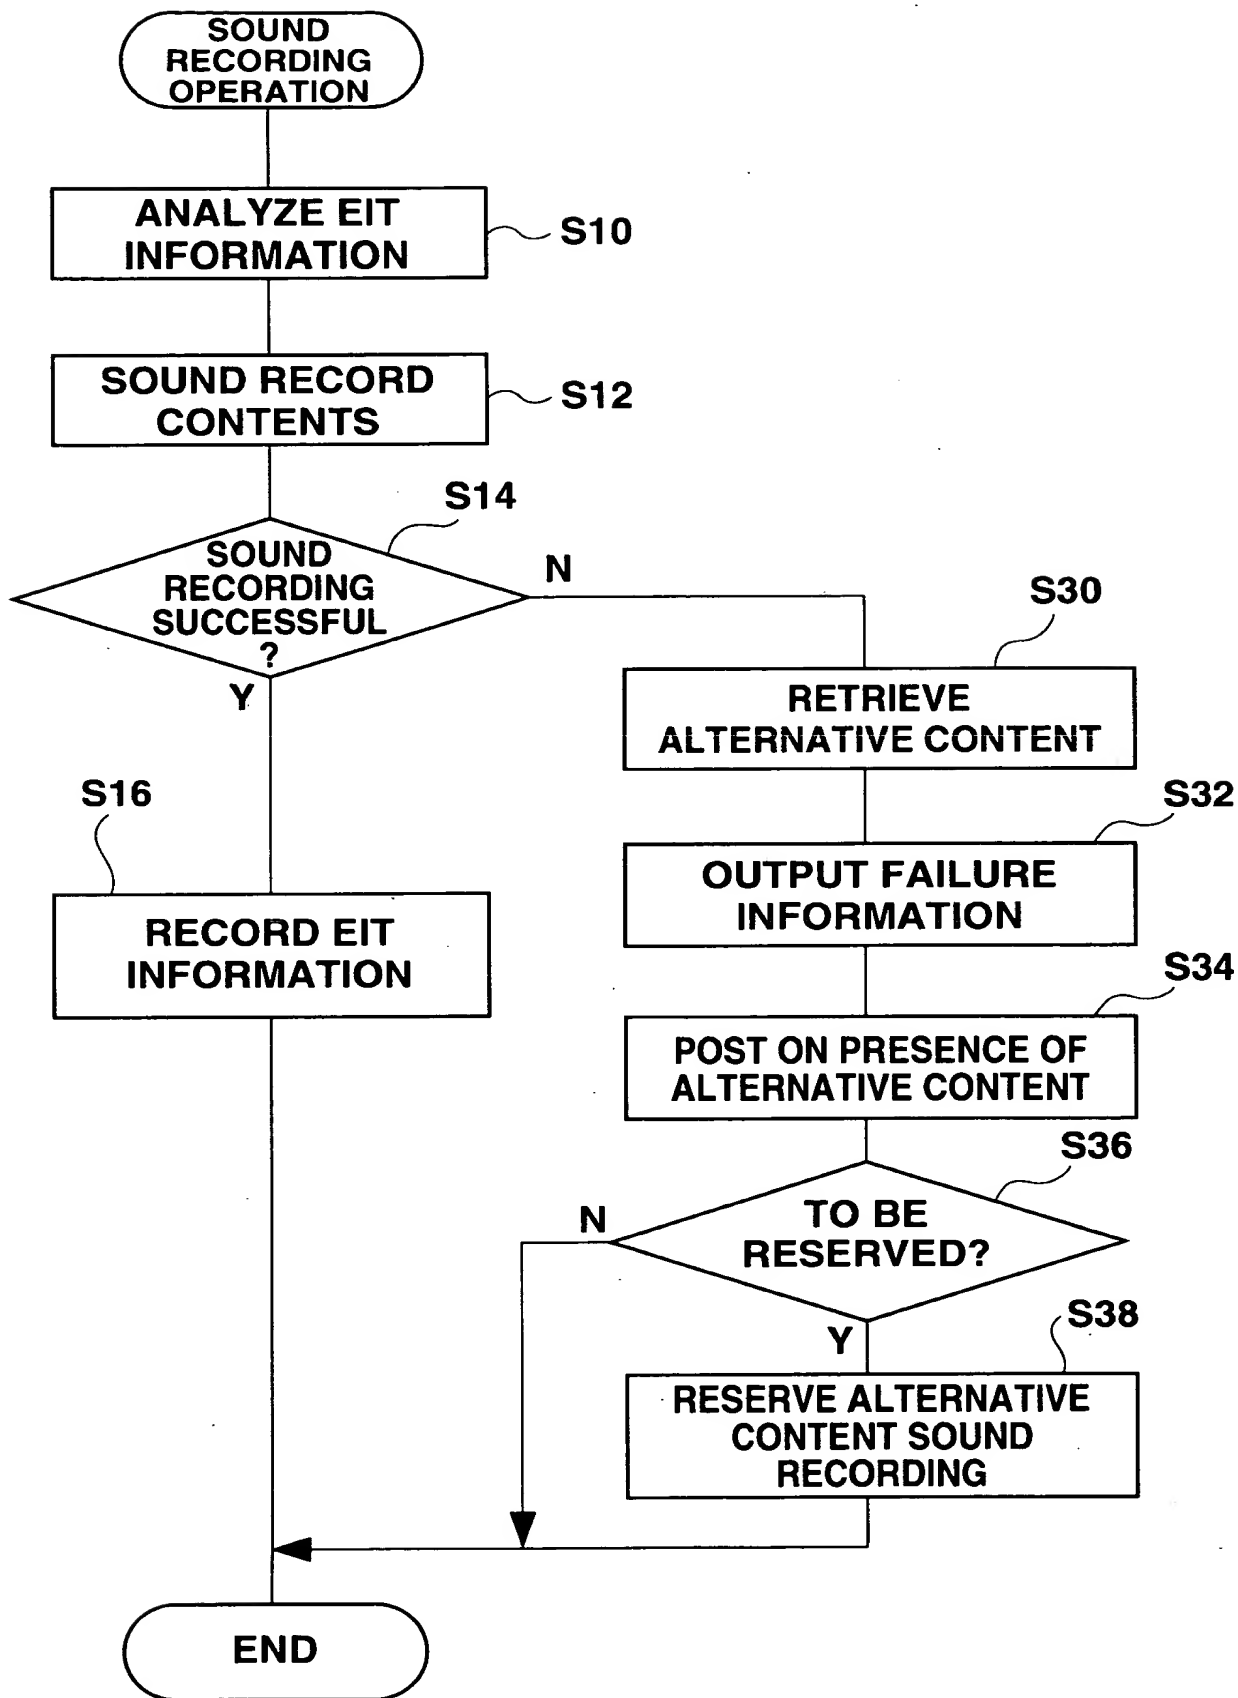 SOUND
RECORDING
OPERATION
ANALYZE EIT
INFORMATION
S10
SOUND RECORD
CONTENTS
S12
S14
SOUND
RECORDING
SUCCESSFUL
?
N
Y
S16
RECORD EIT
INFORMATION
S30
RETRIEVE
ALTERNATIVE CONTENT
S32
OUTPUT FAILURE
INFORMATION
S34
POST ON PRESENCE OF
ALTERNATIVE CONTENT
S36
TO BE
RESERVED?
N
Y
S38
RESERVE ALTERNATIVE
CONTENT SOUND
RECORDING
END